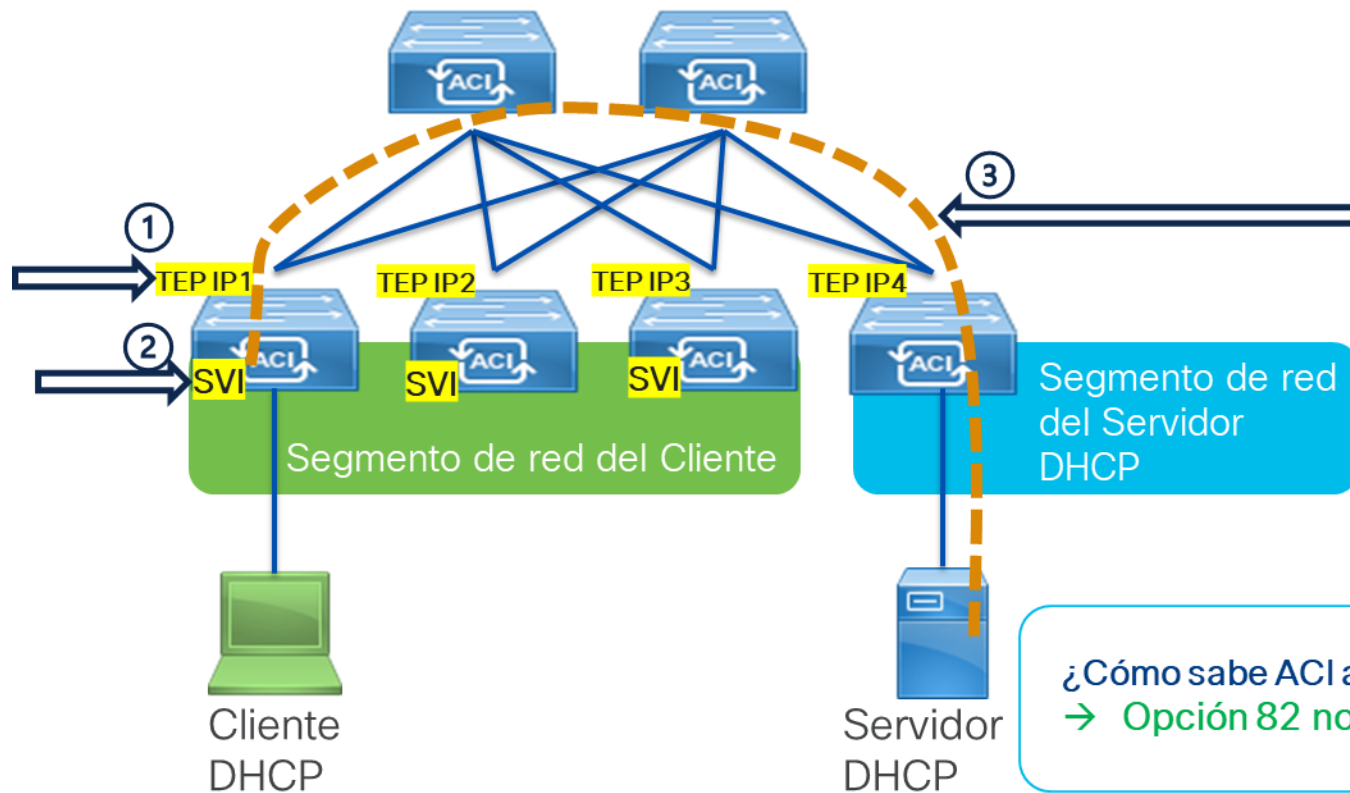 ACI
ACI
3
1
TEP IP1
TEP IP2
TEP IP3
TEP IP4
2
ACI
ACI
ACI
ACI
SVI
SVI
SVI
Segmento de red del Cliente
Segmento de red
del Servidor
DHCP
Cliente
DHCP
Servidor
DHCP
¿Cómo sabe ACI a
→ Opción 82 no